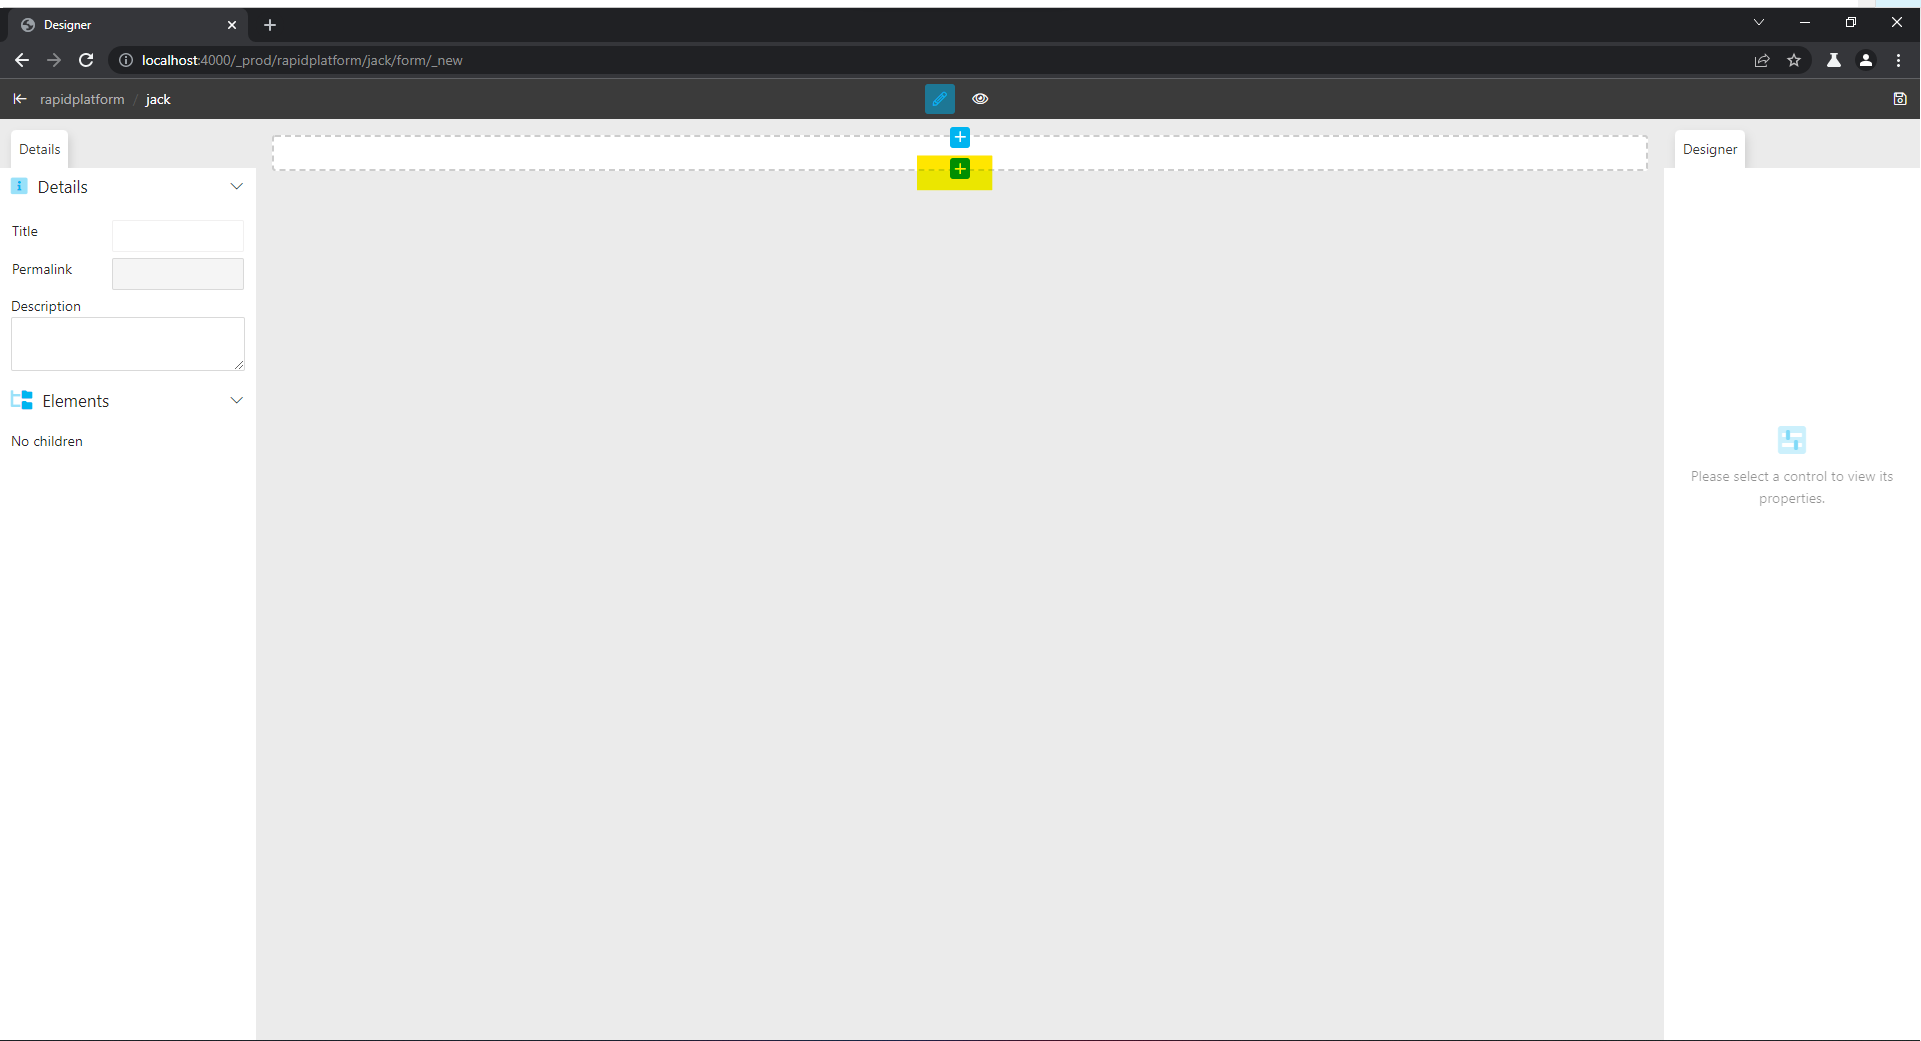 Designer
localhost:4000/_prod/rapidplatform/jack/form/_new
rapidplatform / jack
Details
Designer
Details
Title
Permalink
Description
Elements
No children
Please select a control to view its
properties.